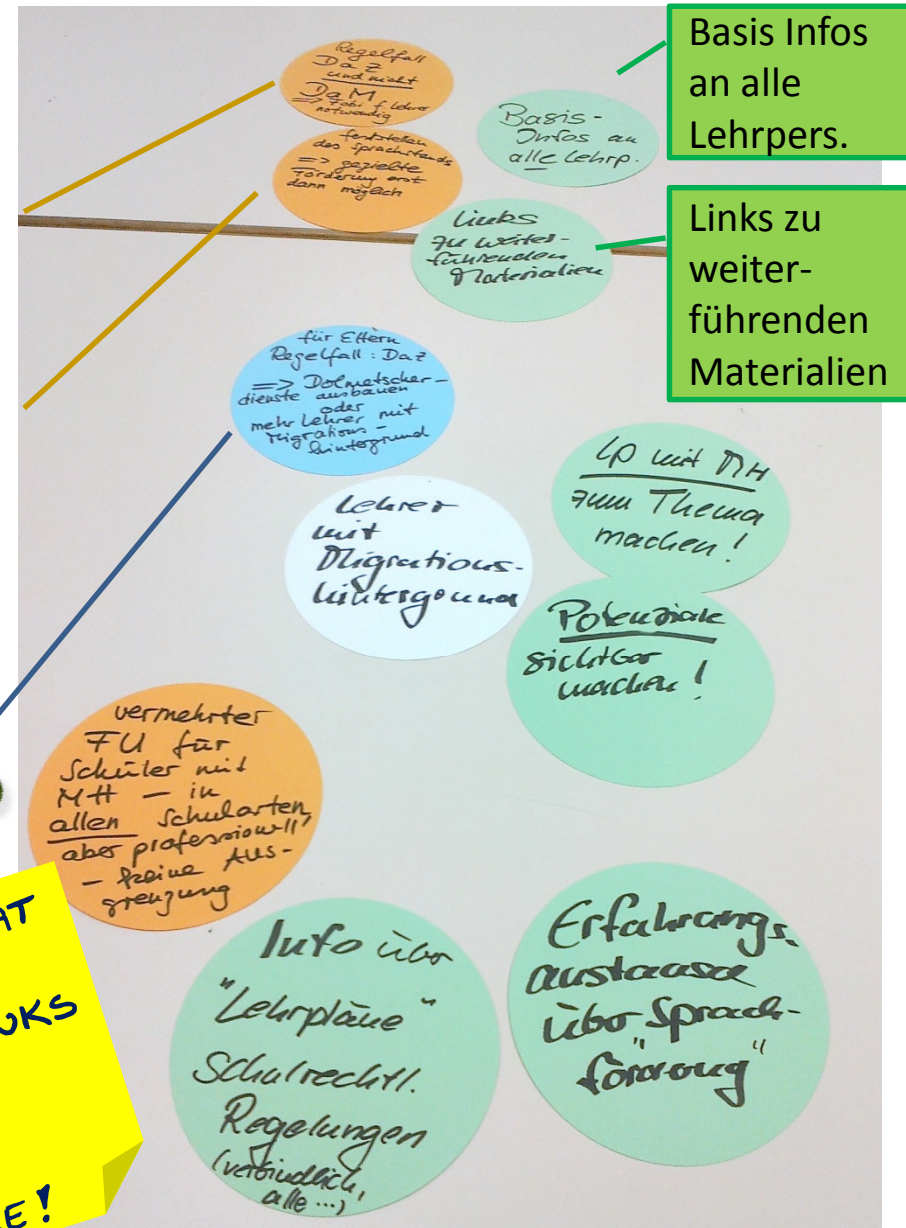 Regelfall
DaZ
und nicht
DaM
=> Fobi f. Lehrer
notwendig
feststellen
des Sprachstands
=> gezielte
Förderung erst
dann möglich
Basis-
Infos an
alle Lehrp.
Basis Infos
an alle
Lehrpers.
Links
zu weiter-
führenden
Materialien
Links zu
weiter-
führenden
Materialien
für Eltern
Regelfall: DaZ
=> Dolmetscher-
dienste ausbauen
oder
mehr Lehrer mit
Migrations-
hintergrund
Lehrer
mit
Migrations-
hintergrund
LP mit MH
zum Thema
machen!
Potenziale
sichtbar
machen!
vermehrter
FU für
Schüler mit
MH – in
allen Schularten,
aber professionell
- keine Aus-
grenzung
Info über
"Lehrpläne"
Schulrechtl.
Regelungen
(verbindlich,
alle ...)
Erfahrungs-
austausch
über Sprach-
"förderung"
AT
UKS
E!